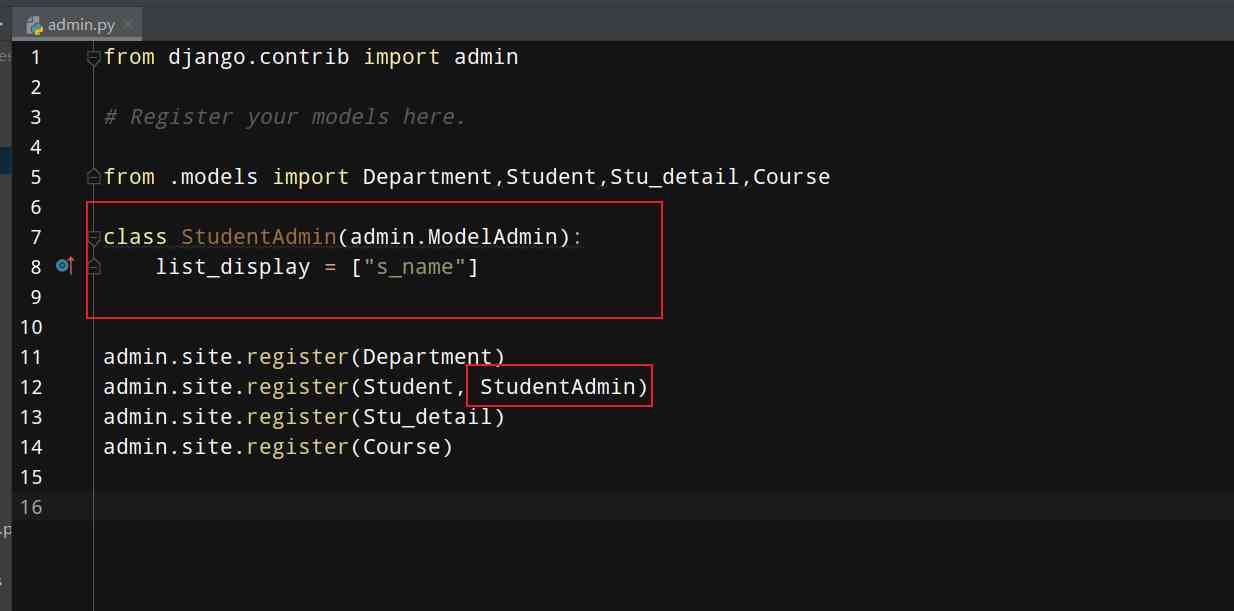 admin.py
1 from django.contrib import admin
2
3 # Register your models here.
4
5 from .models import Department,Student,Stu_detail,Course
6
7 class StudentAdmin(admin.ModelAdmin):
8     list_display = ["s_name"]
9
10
11 admin.site.register(Department)
12 admin.site.register(Student, StudentAdmin)
13 admin.site.register(Stu_detail)
14 admin.site.register(Course)
15
16